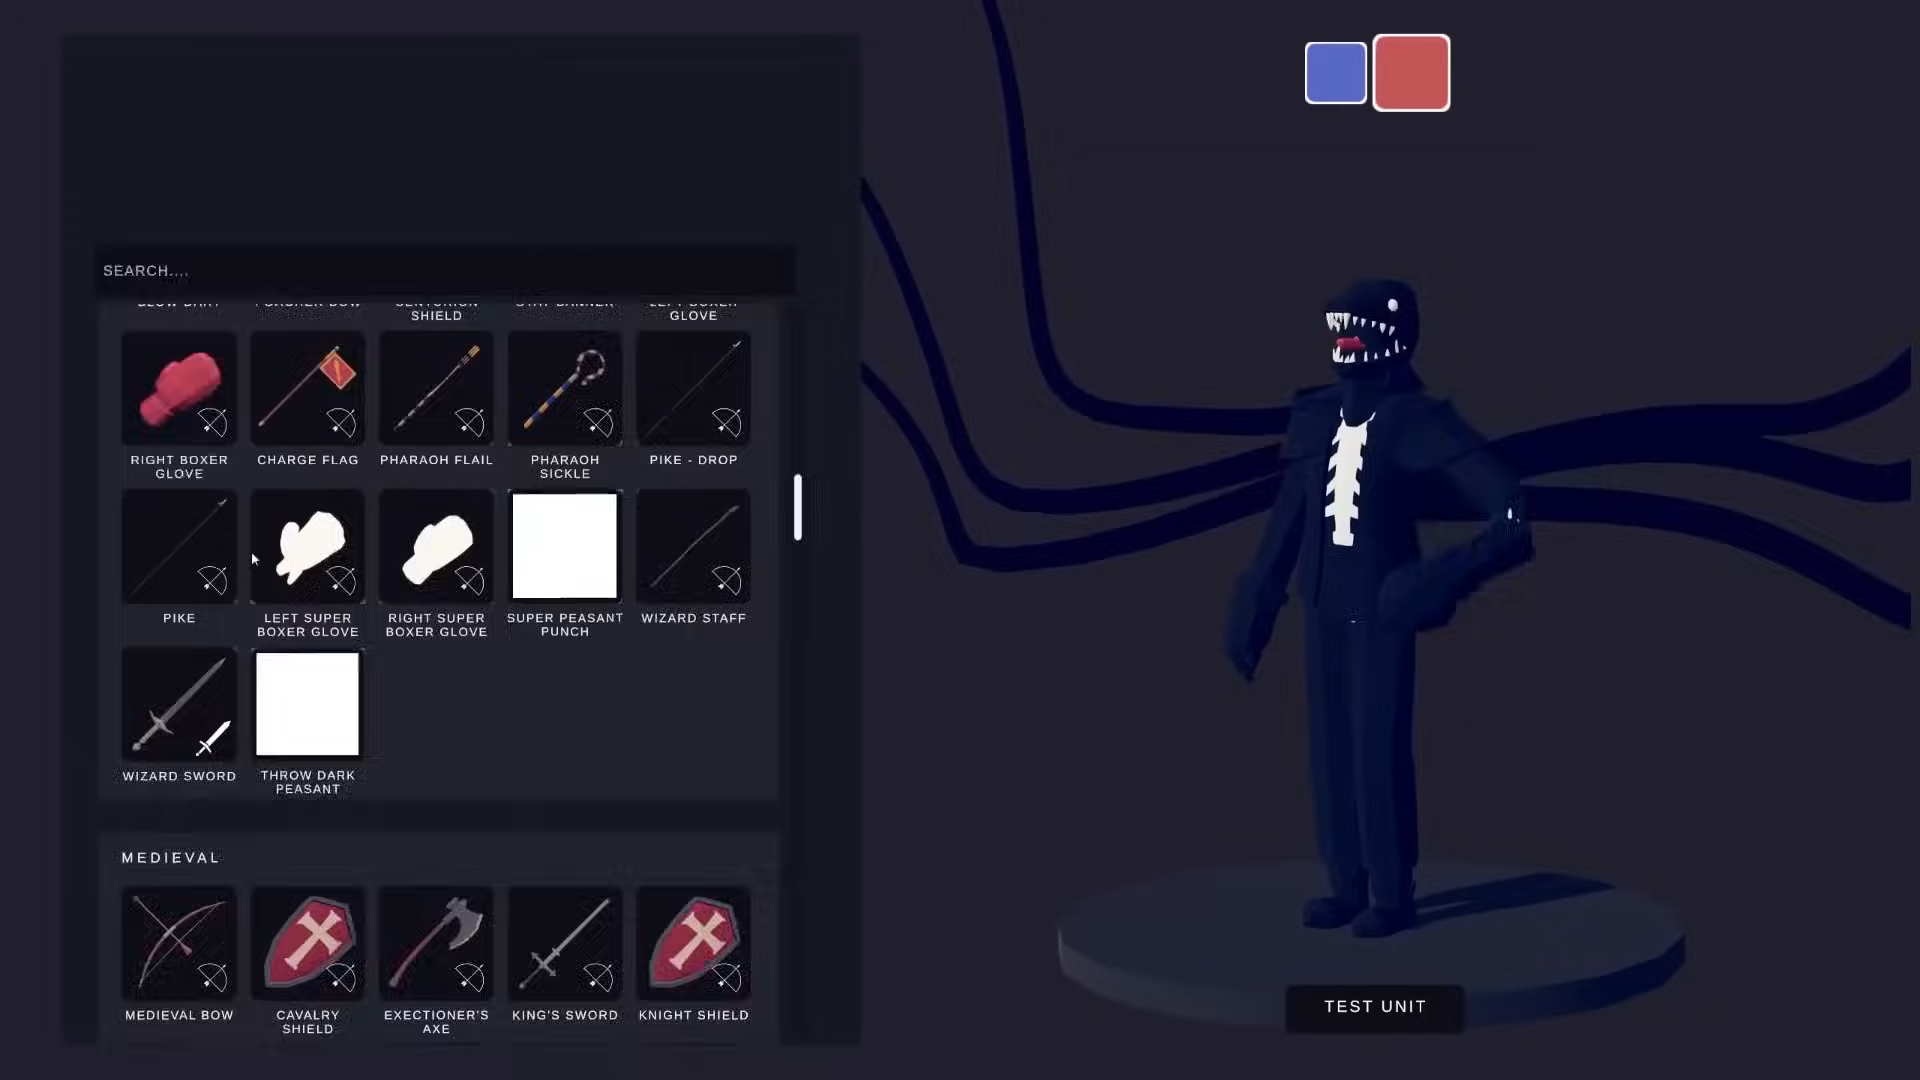 SEARCH....
SHIELD
GLOVE
RIGHT BOXER
GLOVE
CHARGE FLAG
PHARAOH FLAIL
PHARAOH
SICKLE
PIKE - DROP
PIKE
LEFT SUPER
BOXER GLOVE
RIGHT SUPER
BOXER GLOVE
SUPER PEASANT
PUNCH
WIZARD STAFF
WIZARD SWORD
THROW DARK
PEASANT
MEDIEVAL
MEDIEVAL BOW
CAVALRY
SHIELD
EXECTIONER'S
AXE
KING'S SWORD
KNIGHT SHIELD
TEST UNIT